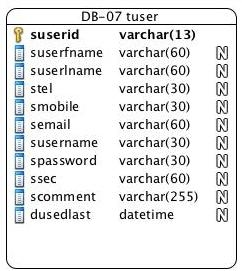 DB-07 tuser
suserid varchar(13)
suserfname varchar(60) N
suserlname varchar(60) N
stel varchar(30) N
smobile varchar(30) N
semail varchar(60) N
susername varchar(30) N
spassword varchar(30) N
ssec varchar(60) N
scomment varchar(255) N
dusedlast datetime N